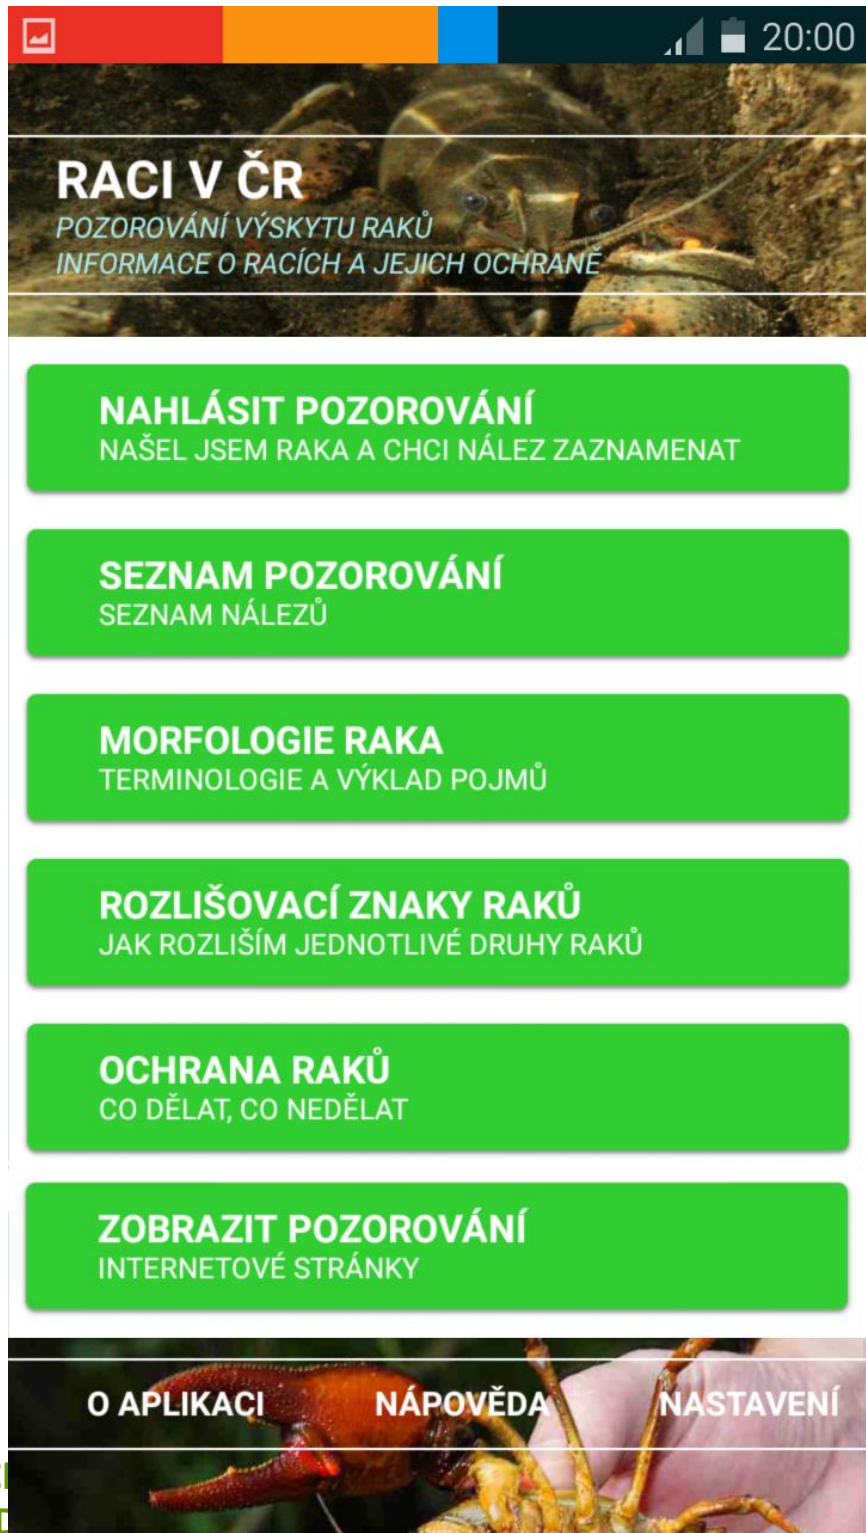 20:00
RACI V ČR
POZOROVÁNÍ VÝSKYTU RAKŮ
INFORMACE O RACÍCH A JEJICH OCHRANĚ
NAHLÁSIT POZOROVÁNÍ
NAŠEL JSEM RAKA A CHCI NÁLEZ ZAZNAMENAT
SEZNAM POZOROVÁNÍ
SEZNAM NÁLEZŮ
MORFOLOGIE RAKA
TERMINOLOGIE A VÝKLAD POJMŮ
ROZLIŠOVACÍ ZNAKY RAKŮ
JAK ROZLIŠÍM JEDNOTLIVÉ DRUHY RAKŮ
OCHRANA RAKŮ
CO DĚLAT, CO NEDĚLAT
ZOBRAZIT POZOROVÁNÍ
INTERNETOVÉ STRÁNKY
O APLIKACI NÁPOVĚDA NASTAVENÍ